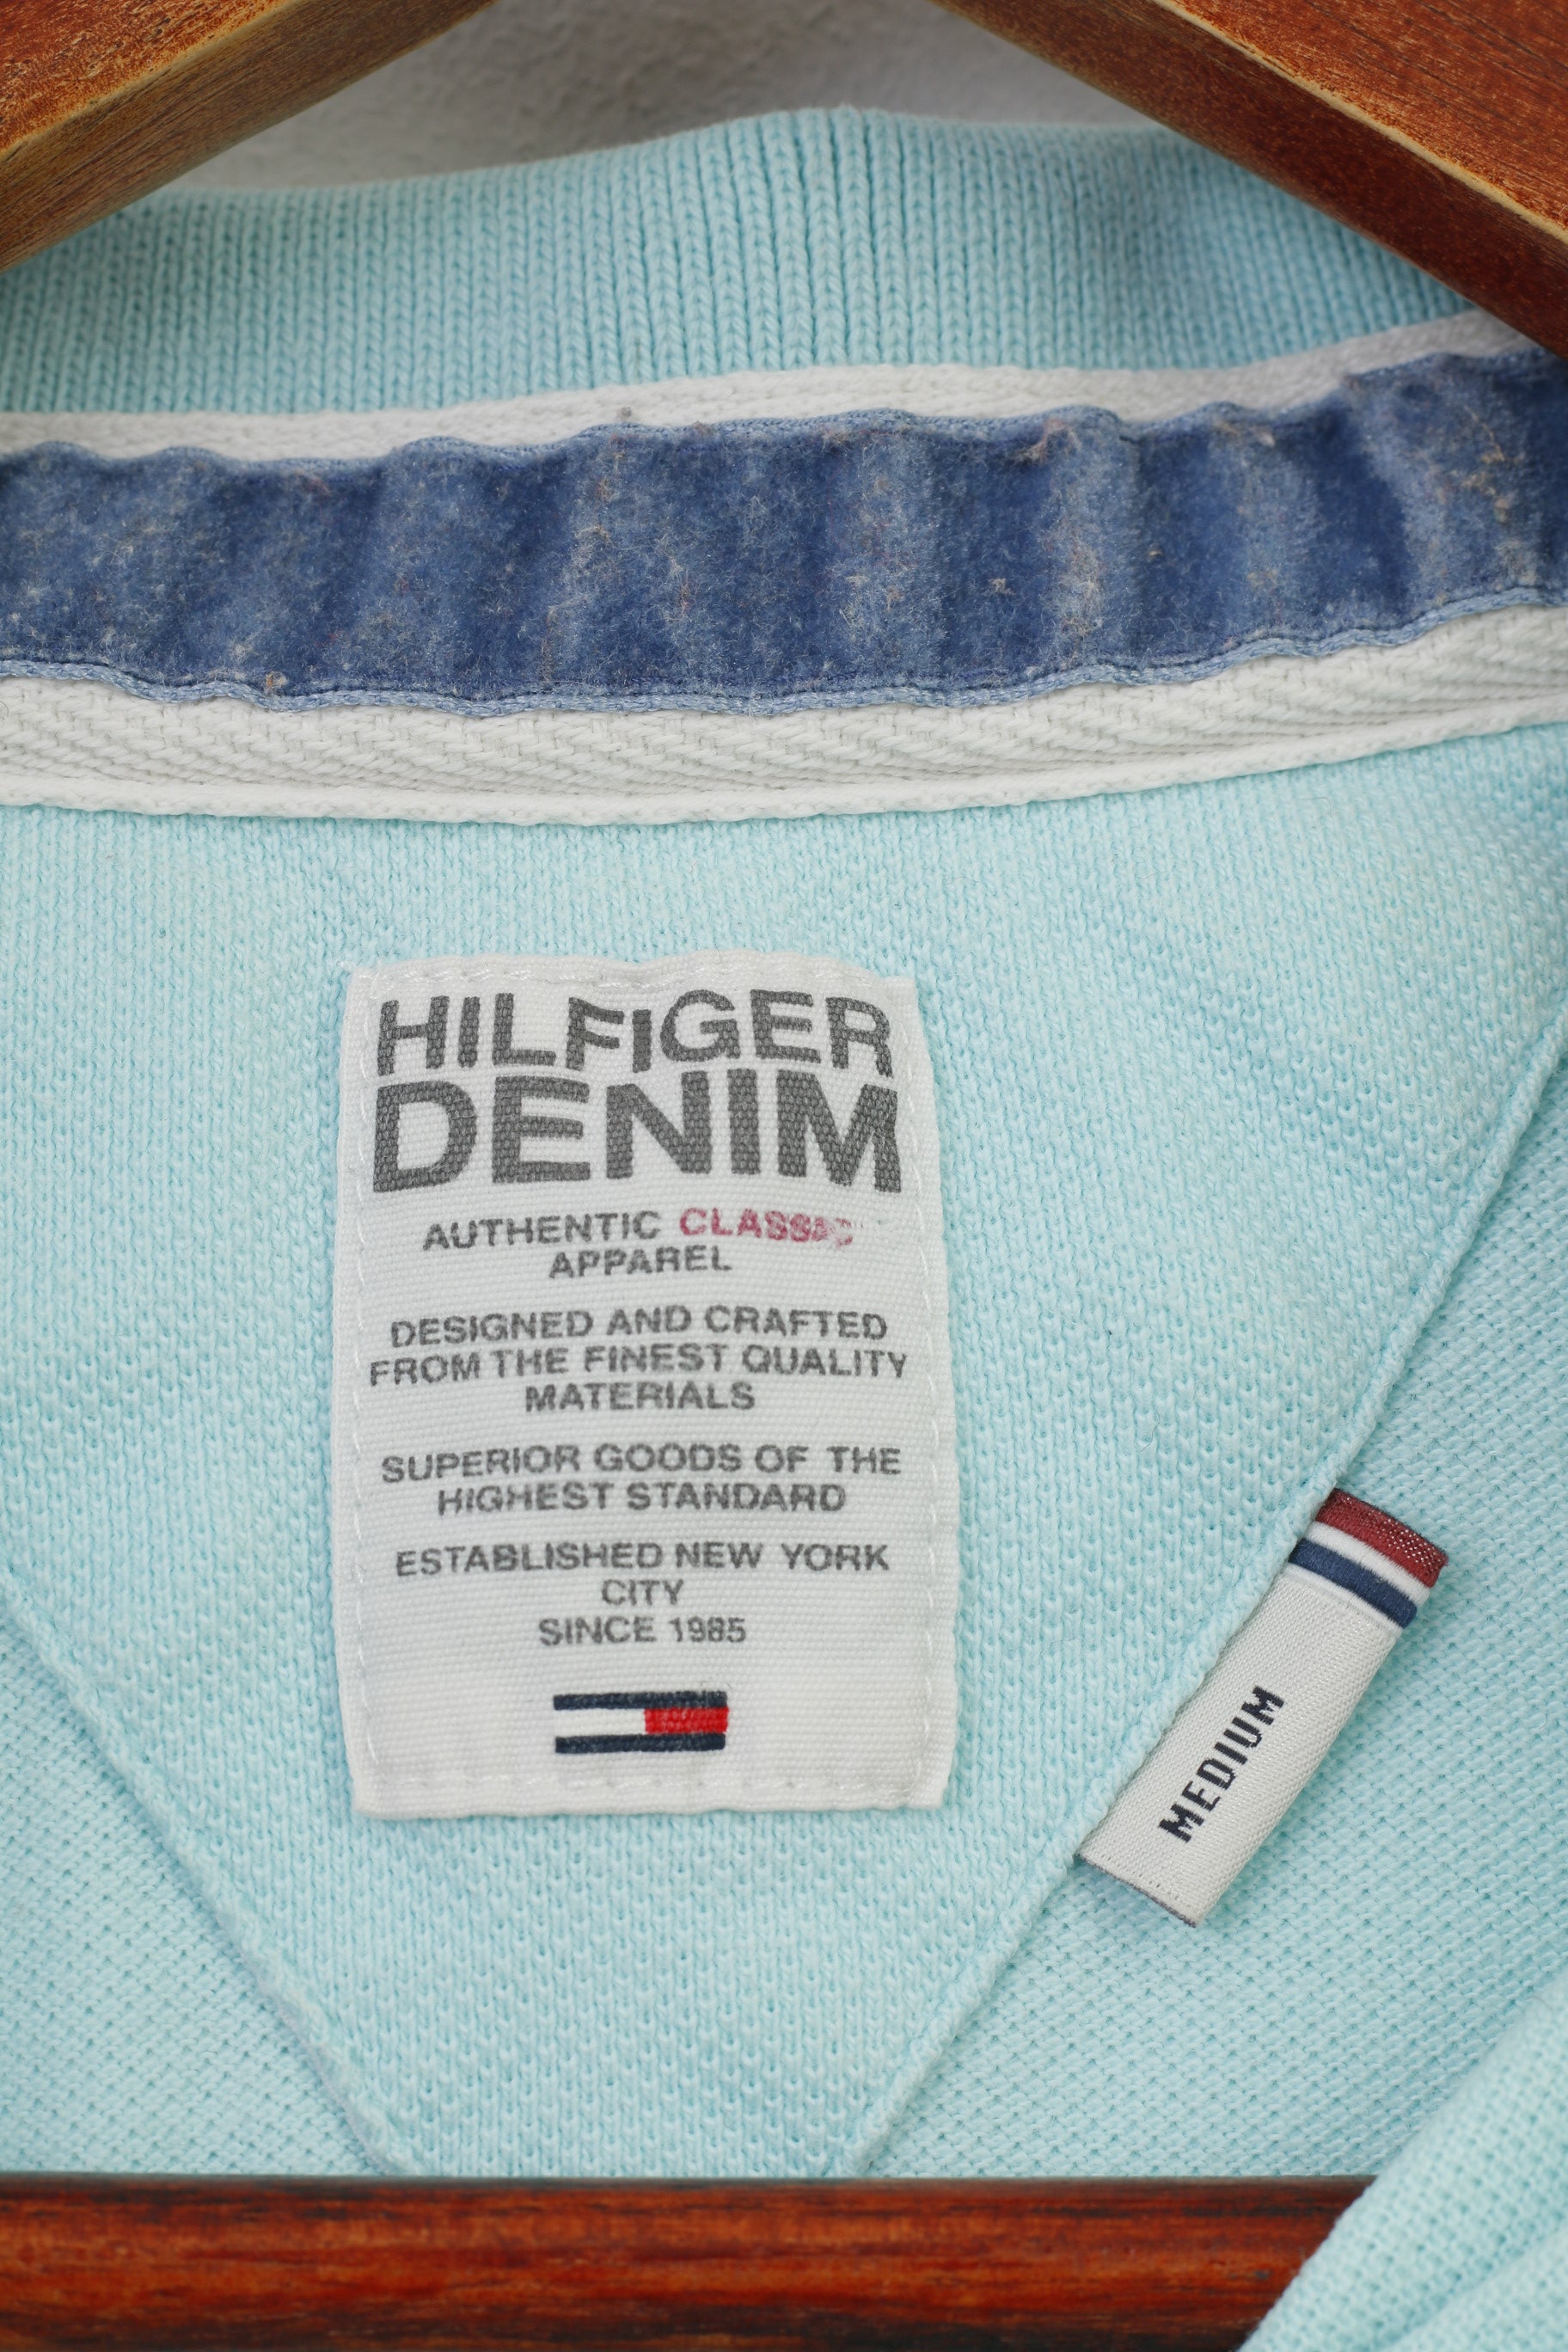 HILFIGER
DENIM
AUTHENTIC CLASSIC
APPAREL
DESIGNED AND CRAFTED
FROM THE FINEST QUALITY
MATERIALS
SUPERIOR GOODS OF THE
HIGHEST STANDARD
ESTABLISHED NEW YORK
CITY
SINCE 1985
MEDIUM